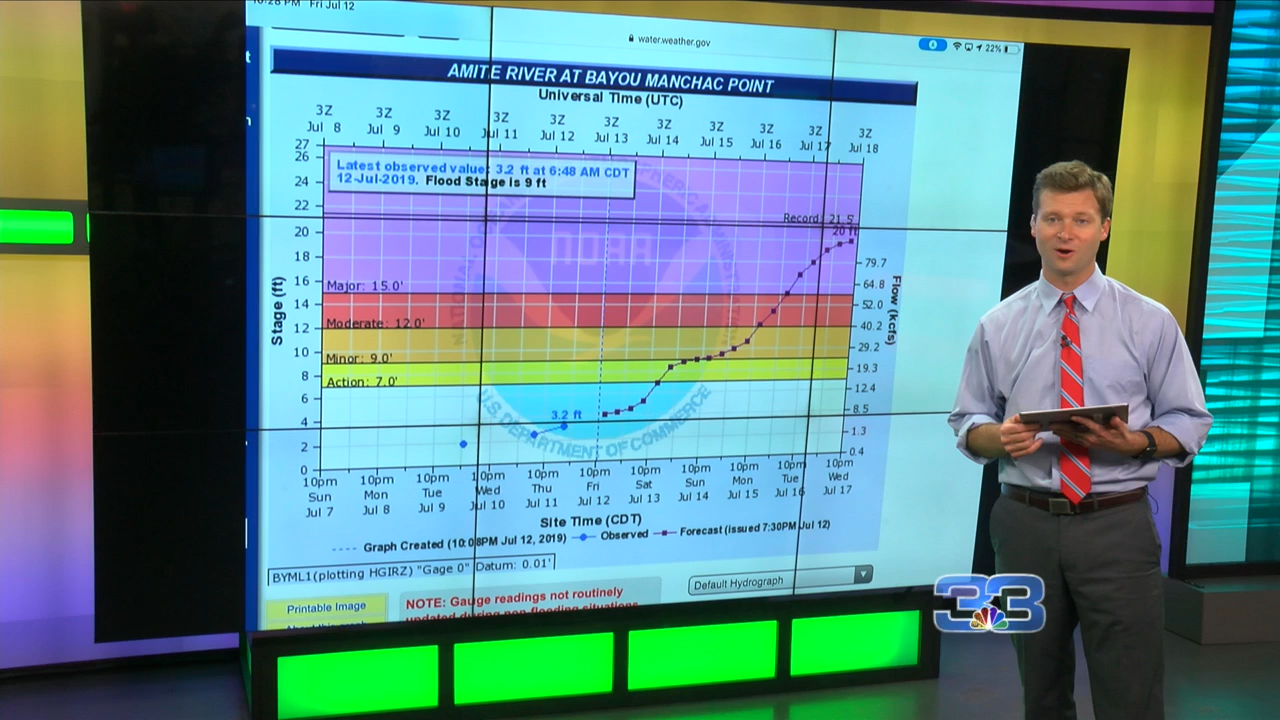 10:28 PM Fri Jul 12
water.weather.gov
22%
AMITE RIVER AT BAYOU MANCHAC POINT
Universal Time (UTC)
3Z 3Z 3Z 3Z 3Z 3Z 3Z 3Z 3Z 3Z 3Z
Jul 8 Jul 9 Jul 10 Jul 11 Jul 12 Jul 13 Jul 14 Jul 15 Jul 16 Jul 17 Jul 18
27
26
Latest observed value: 3.2 ft at 6:48 AM CDT
12-Jul-2019. Flood Stage is 9 ft
24
22
Record: 21.5'
20 ft
20
NOAA
18
79.7
16
Major: 15.0'
64.8
14
52.0
Moderate: 12.0'
12
40.2
10
29.2
Minor: 9.0'
8
19.3
Action: 7.0'
6
12.4
4
3.2 ft
8.5
U.S. DEPARTMENT OF COMMERCE
2
1.3
0
0.4
Stage (ft)
Flow (kcfs)
10pm 10pm 10pm 10pm 10pm 10pm 10pm 10pm 10pm 10pm 10pm
Sun Mon Tue Wed Thu Fri Sat Sun Mon Tue Wed
Jul 7 Jul 8 Jul 9 Jul 10 Jul 11 Jul 12 Jul 13 Jul 14 Jul 15 Jul 16 Jul 17
Site Time (CDT)
Graph Created (10:08PM Jul 12, 2019) Observed Forecast (issued 7:30PM Jul 12)
BYML1(plotting HGIRZ) "Gage 0" Datum: 0.01'
Default Hydrograph
Printable Image
NOTE: Gauge readings not routinely
updated during non-flooding situations
About this graph
33